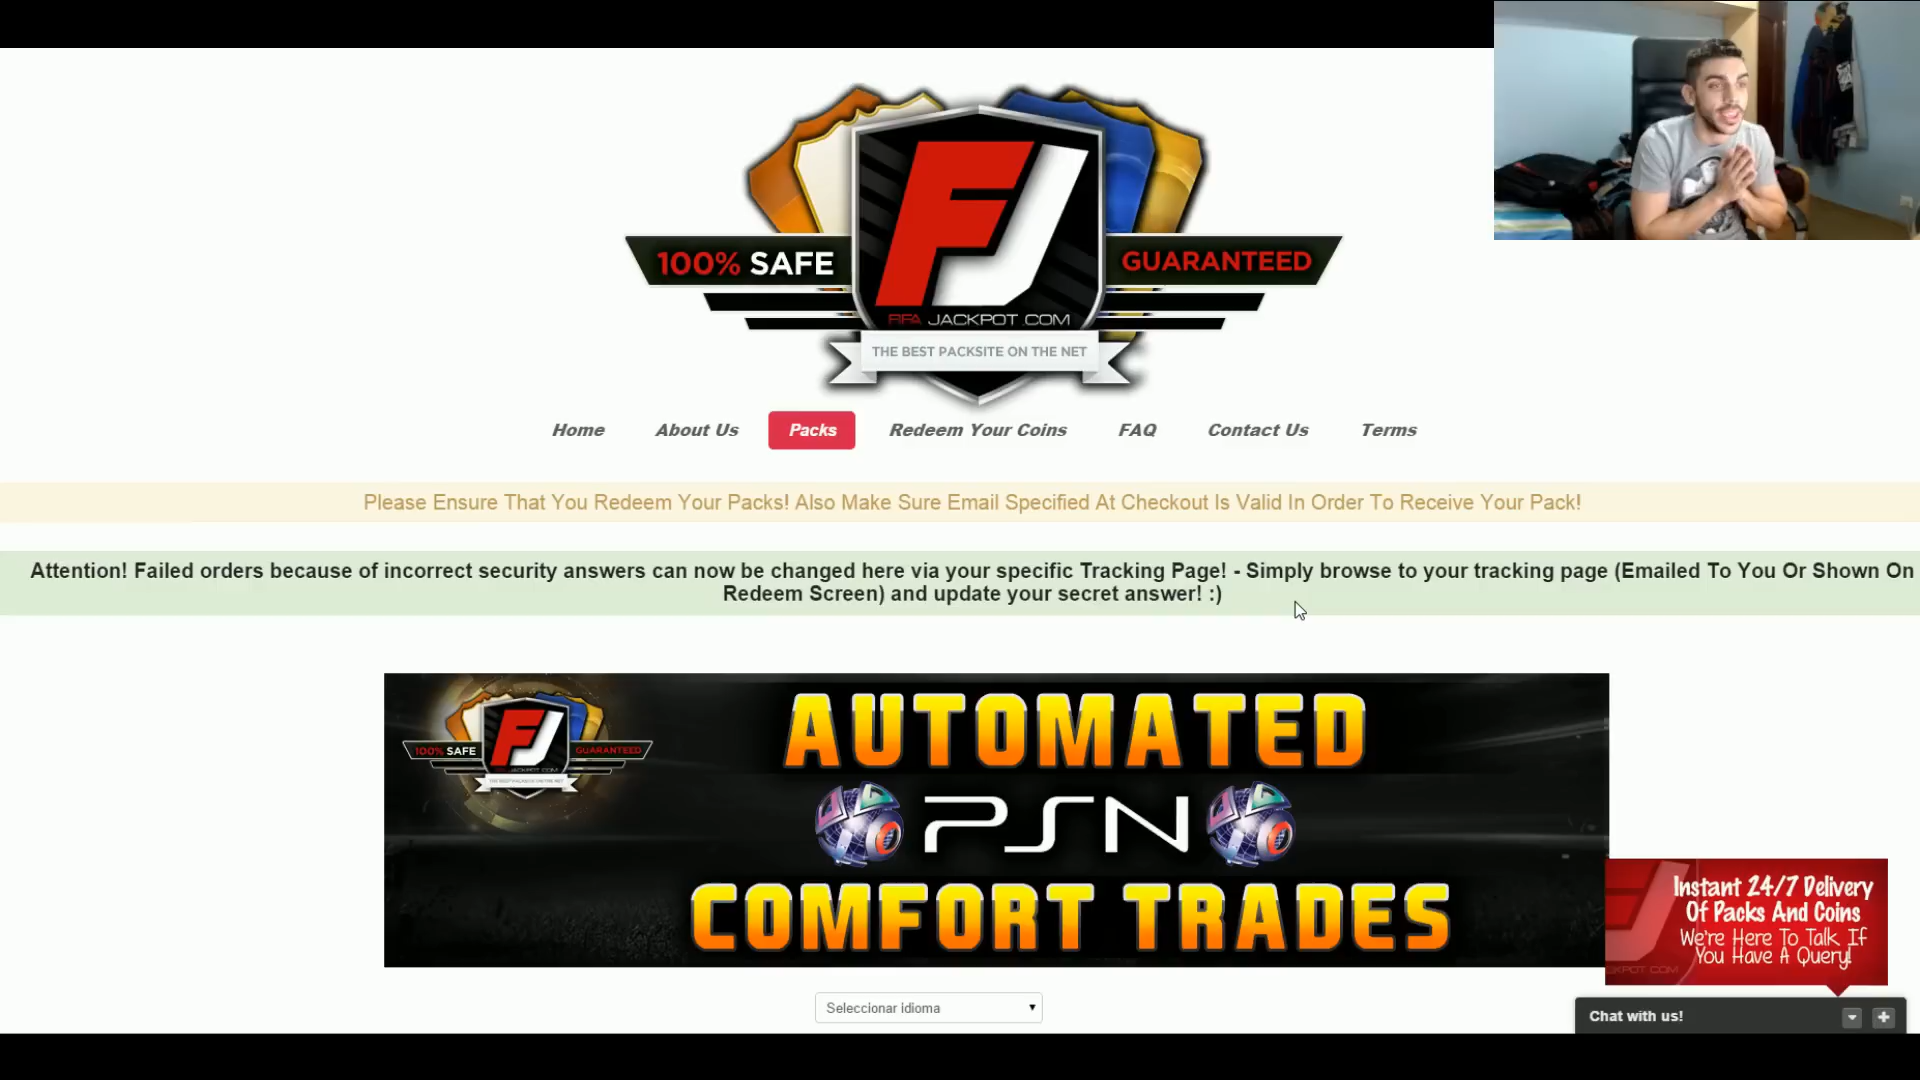 100% SAFE
GUARANTEED
FJ
FIFA JACKPOT.COM
THE BEST PACKSITE ON THE NET
Home
About Us
Packs
Redeem Your Coins
FAQ
Contact Us
Terms
Please Ensure That You Redeem Your Packs! Also Make Sure Email Specified At Checkout Is Valid In Order To Receive Your Pack!
Attention! Failed orders because of incorrect security answers can now be changed here via your specific Tracking Page! - Simply browse to your tracking page (Emailed To You Or Shown On
Redeem Screen) and update your secret answer! :)
100% SAFE
FJ
GUARANTEED
AUTOMATED
PSN
COMFORT TRADES
Instant 24/7 Delivery
Of Packs And Coins
We're Here To Talk If
You Have A Query!
Seleccionar idioma
Chat with us!